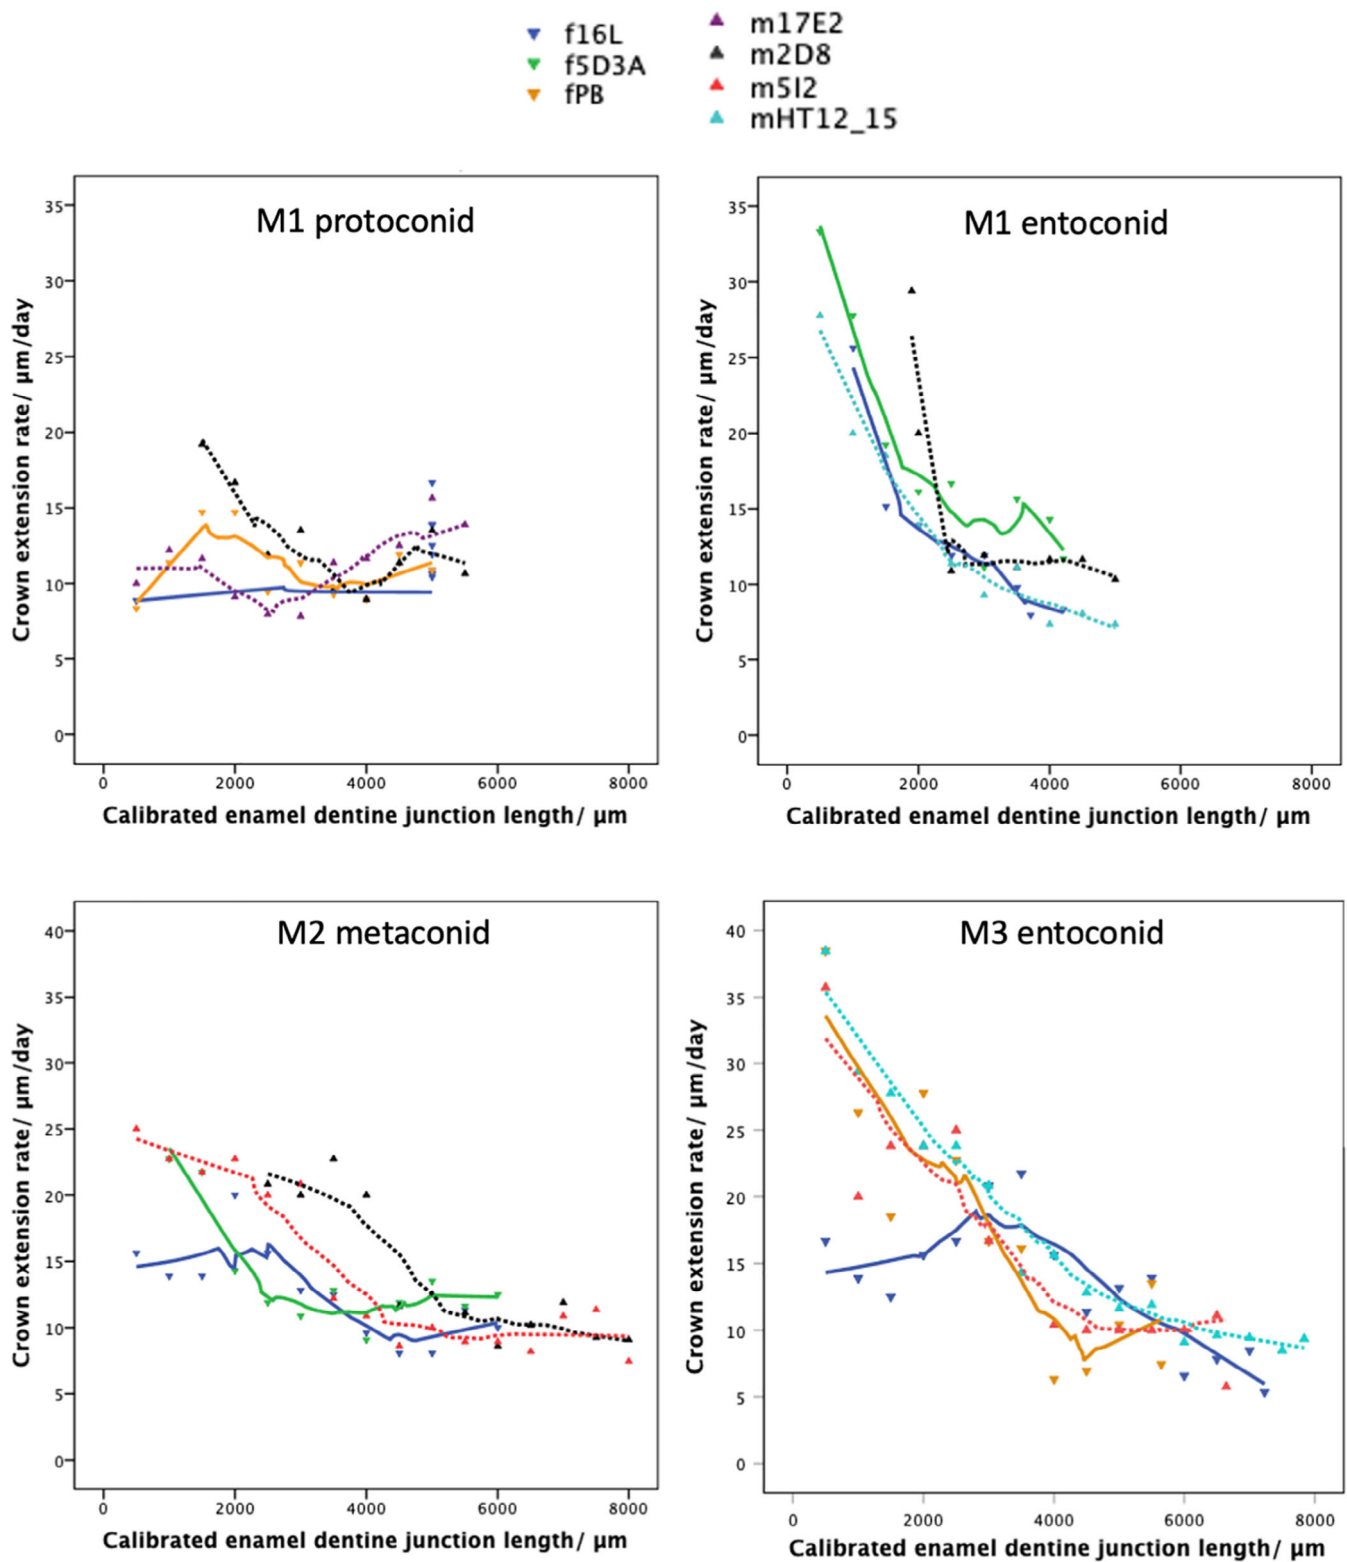 f16L
f5D3A
fPB
m17E2
m2D8
m5I2
mHT12_15
M1 protoconid
35
30
25
20
15
10
5
0
Crown extension rate/ µm/day
0 2000 4000 6000 8000
Calibrated enamel dentine junction length/ µm
M1 entoconid
35
30
25
20
15
10
5
0
Crown extension rate/ µm/day
0 2000 4000 6000 8000
Calibrated enamel dentine junction length/ µm
M2 metaconid
40
35
30
25
20
15
10
5
0
Crown extension rate/ µm/day
0 2000 4000 6000 8000
Calibrated enamel dentine junction length/ µm
M3 entoconid
40
35
30
25
20
15
10
5
0
Crown extension rate/ µm/day
0 2000 4000 6000 8000
Calibrated enamel dentine junction length/ µm